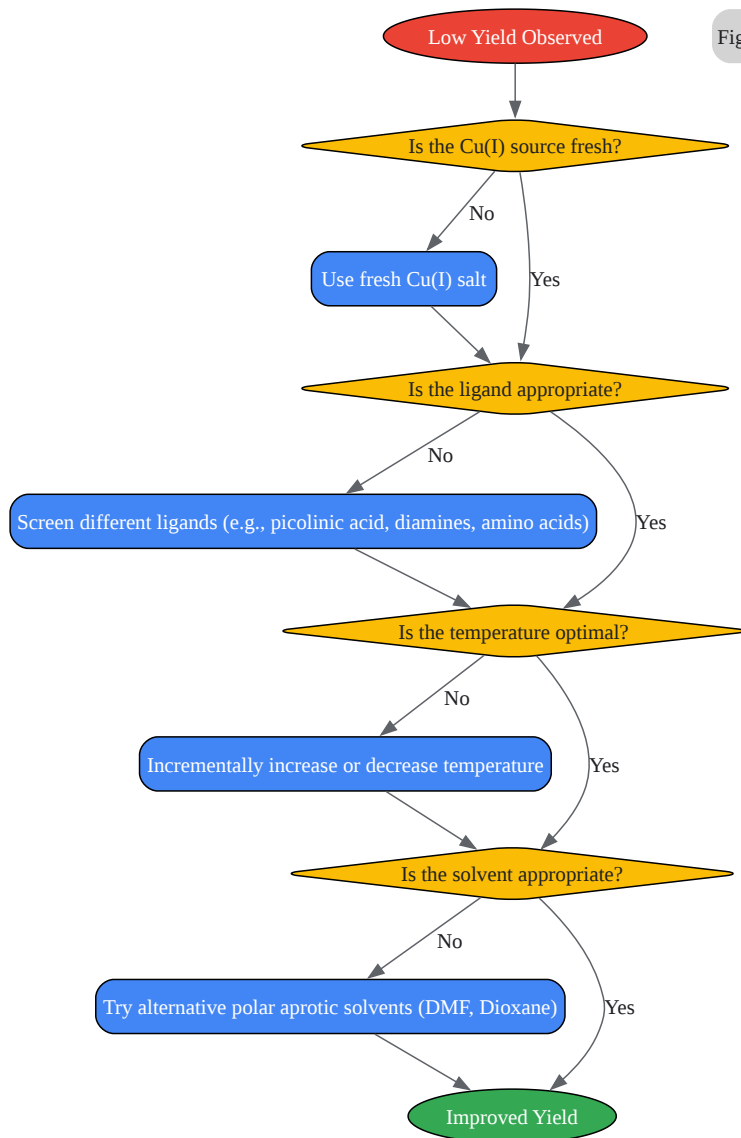 Low Yield Observed
Fig
Is the Cu(I) source fresh?
No
Use fresh Cu(I) salt
Yes
Is the ligand appropriate?
No
Screen different ligands (e.g., picolinic acid, diamines, amino acids)
Yes
Is the temperature optimal?
No
Incrementally increase or decrease temperature
Yes
Is the solvent appropriate?
No
Try alternative polar aprotic solvents (DMF, Dioxane)
Yes
Improved Yield